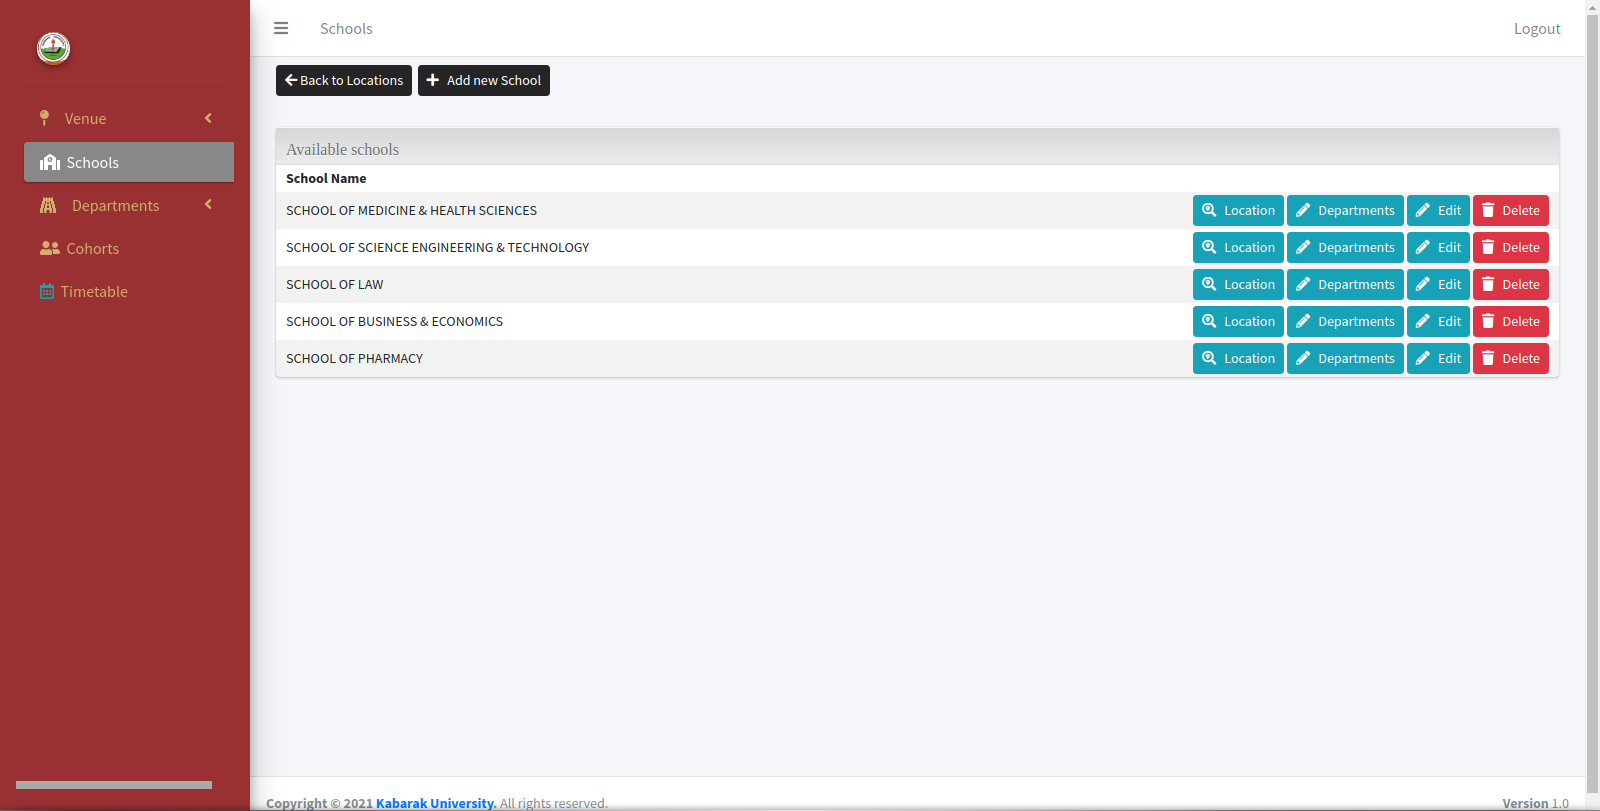 Schools
Logout
Back to Locations
Add new School
Venue
Schools
Departments
Cohorts
Timetable
Available schools
School Name
SCHOOL OF MEDICINE & HEALTH SCIENCES Location Departments Edit Delete
SCHOOL OF SCIENCE ENGINEERING & TECHNOLOGY Location Departments Edit Delete
SCHOOL OF LAW Location Departments Edit Delete
SCHOOL OF BUSINESS & ECONOMICS Location Departments Edit Delete
SCHOOL OF PHARMACY Location Departments Edit Delete
Copyright © 2021 Kabarak University. All rights reserved.
Version 1.0